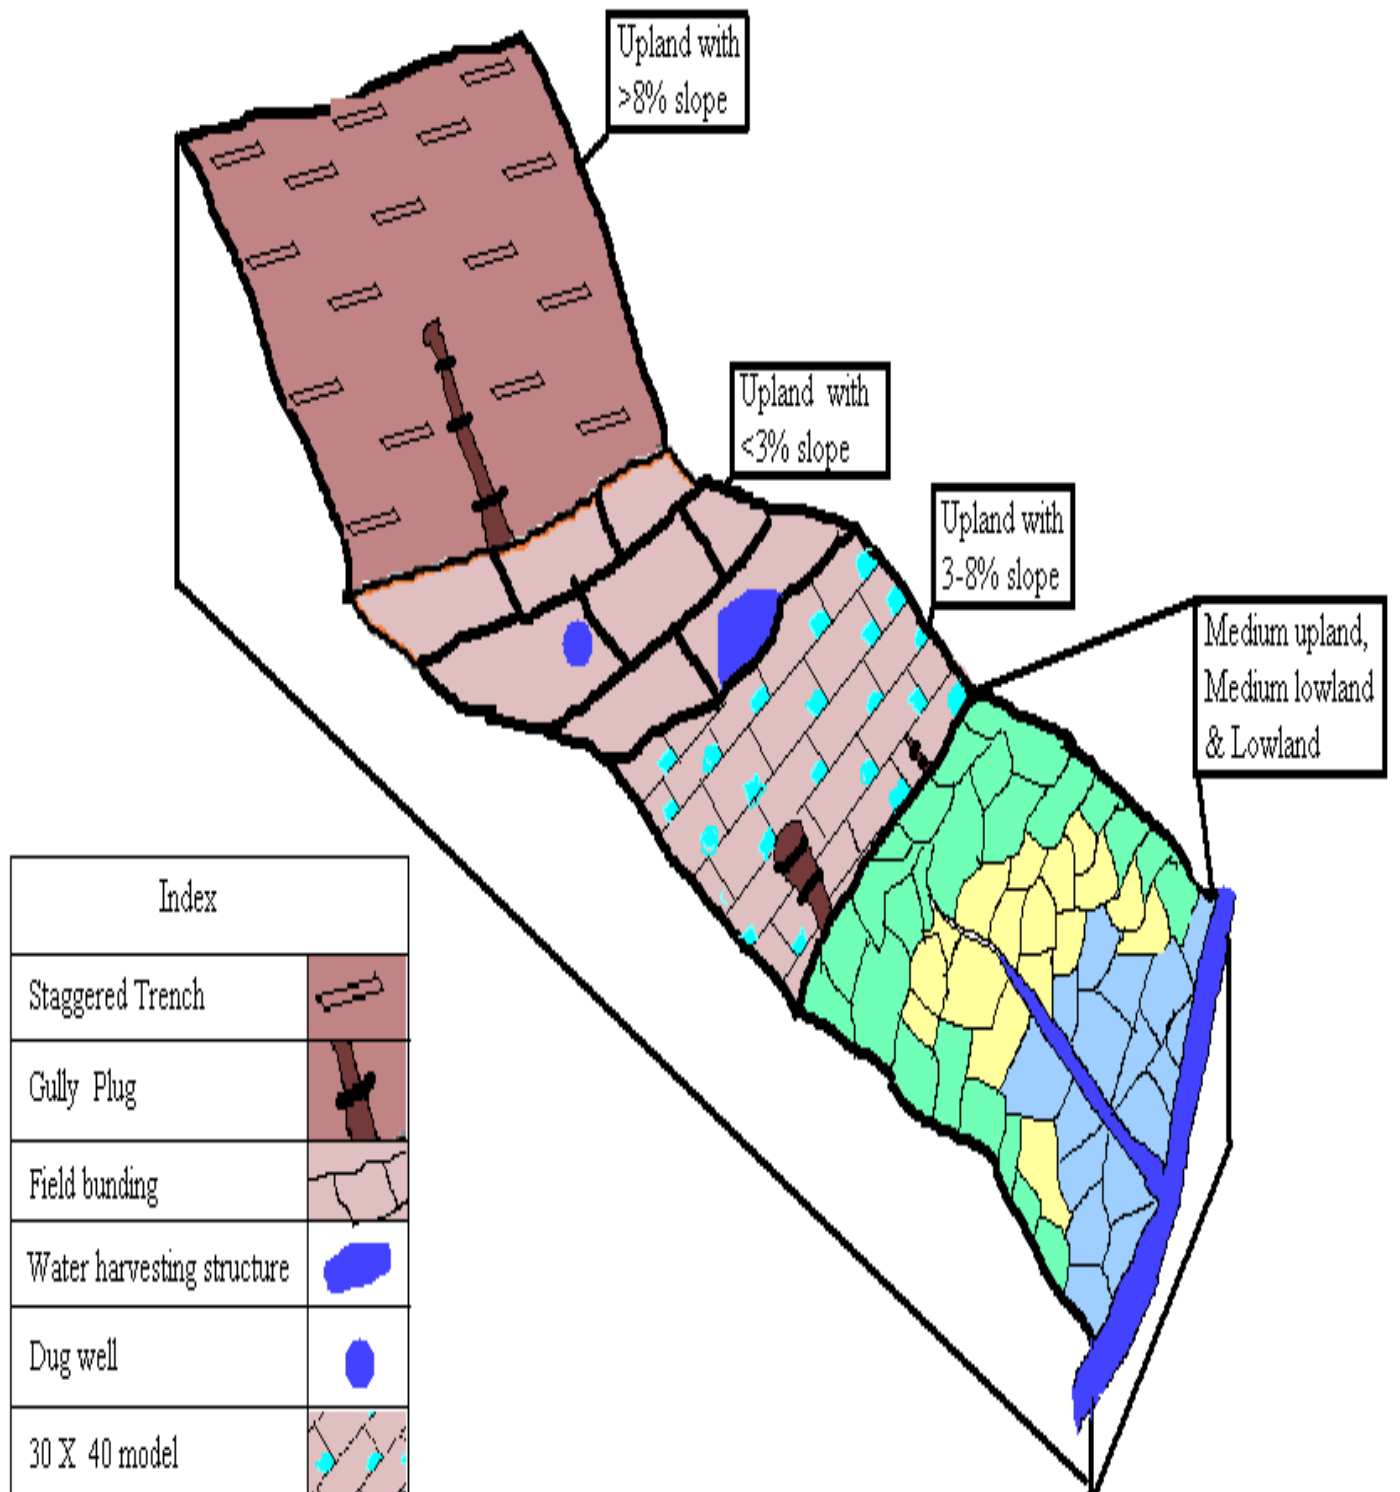 Upland with
>8% slope
Upland with
<3% slope
Upland with
3-8% slope
Medium upland,
Medium lowland
& Lowland
Index
Staggered Trench
Gully Plug
Field bunding
Water harvesting structure
Dug well
30 X 40 model